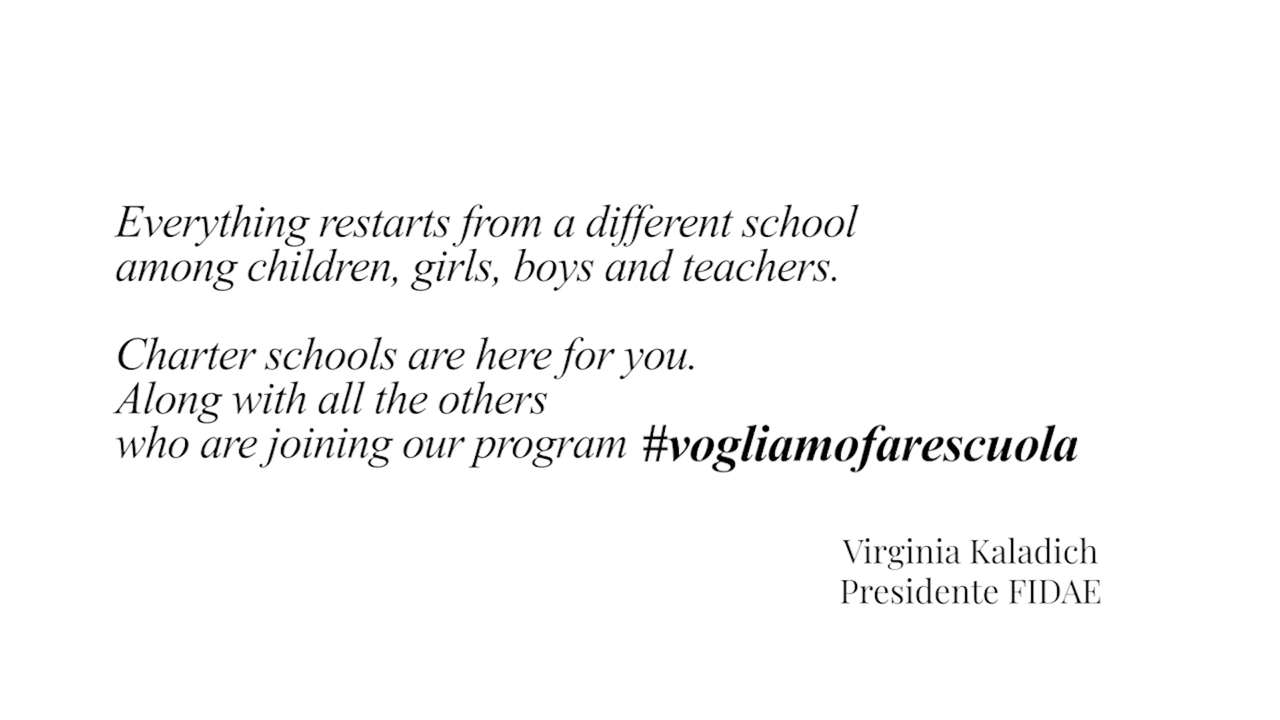 Everything restarts from a different school
among children, girls, boys and teachers.
Charter schools are here for you.
Along with all the others
who are joining our program #vogliamofarescuola
Virginia Kaladich
Presidente FIDAE